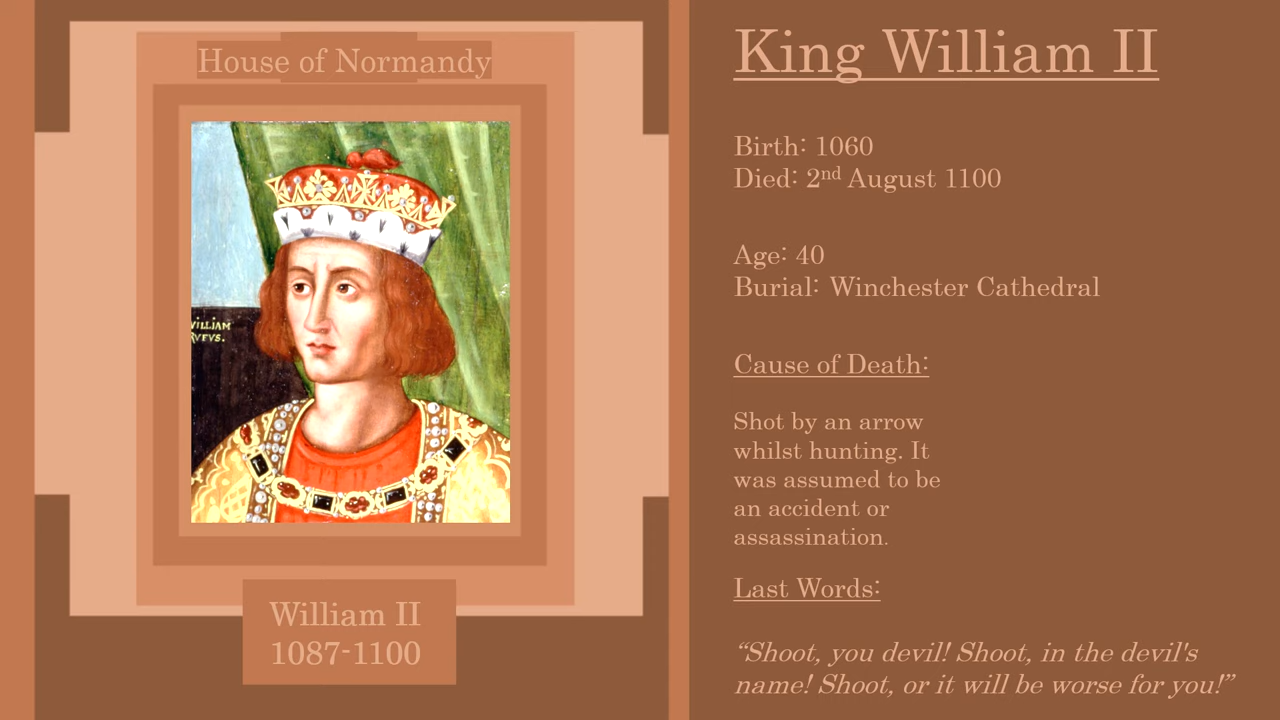 House of Normandy
WILLIAM
RVFVS.
William II
1087-1100
King William II
Birth: 1060
Died: 2nd August 1100
Age: 40
Burial: Winchester Cathedral
Cause of Death:
Shot by an arrow
whilst hunting. It
was assumed to be
an accident or
assassination.
Last Words:
“Shoot, you devil! Shoot, in the devil's
name! Shoot, or it will be worse for you!”